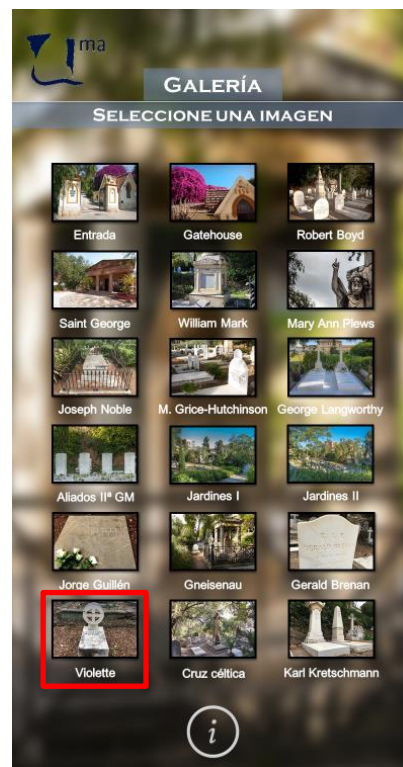 uma
GALERÍA
SELECCIONE UNA IMAGEN
Entrada Gatehouse Robert Boyd
Saint George William Mark Mary Ann Plews
Joseph Noble M. Grice-Hutchinson George Langworthy
Aliados IIª GM Jardines I Jardines II
Jorge Guillén Gneisenau Gerald Brenan
Violette Cruz céltica Karl Kretschmann
i